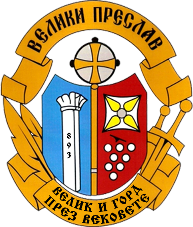 ВЕЛИКИ ПРЕСЛАВ
893
ВЕЛИК И ГОРД
ПРЕЗ ВЕКОВЕТЕ